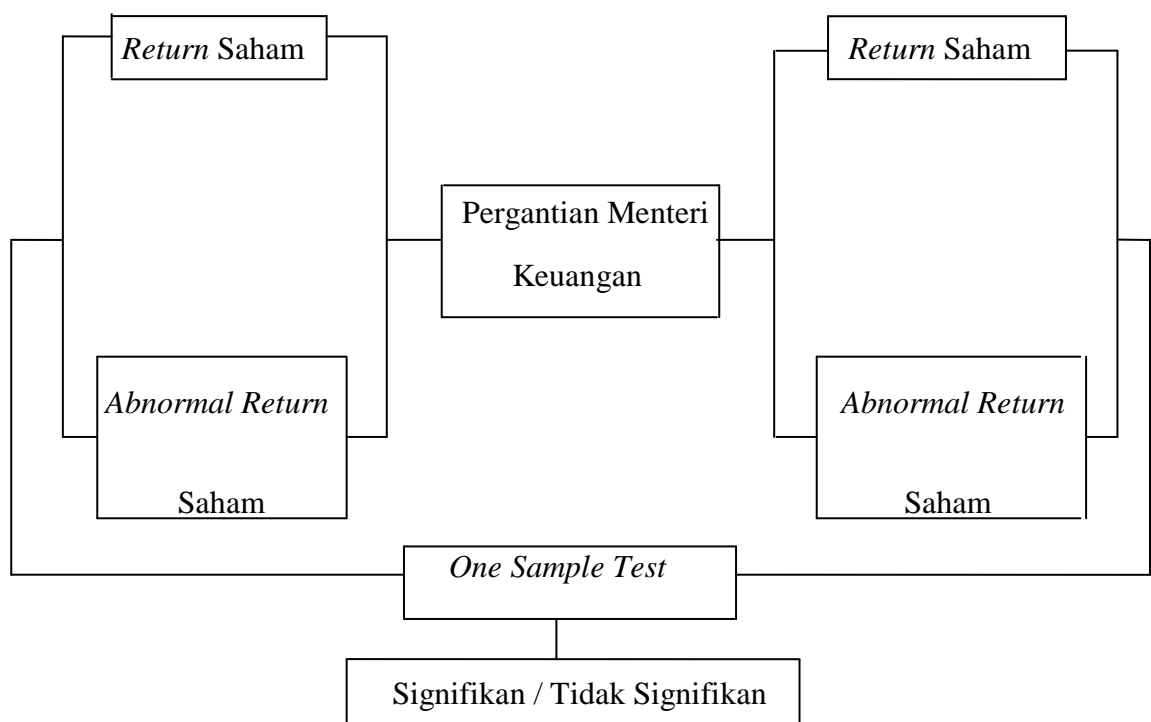 Return Saham
Return Saham
Pergantian Menteri
Keuangan
Abnormal Return
Saham
Abnormal Return
Saham
One Sample Test
Signifikan / Tidak Signifikan